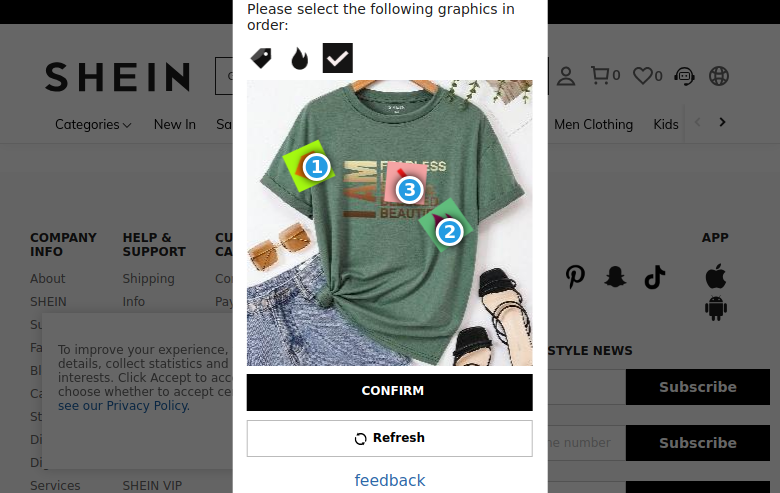 Please select the following graphics in
order:
SHEIN
0
0
Categories
New In
Sa
Men Clothing
Kids
1
3
2
I AM
BEAUTI
COMPANY
INFO
About
SHEIN
Su
Fa
Bl
Ca
St
Di
Di
Services
HELP &
SUPPORT
Shipping
Info
SHEIN VIP
CU
CA
Co
Pay
APP
To improve your experience,
details, collect statistics and
interests. Click Accept to acc
choose whether to accept ce
see our Privacy Policy.
CONFIRM
Refresh
feedback
STYLE NEWS
Subscribe
ne number
Subscribe